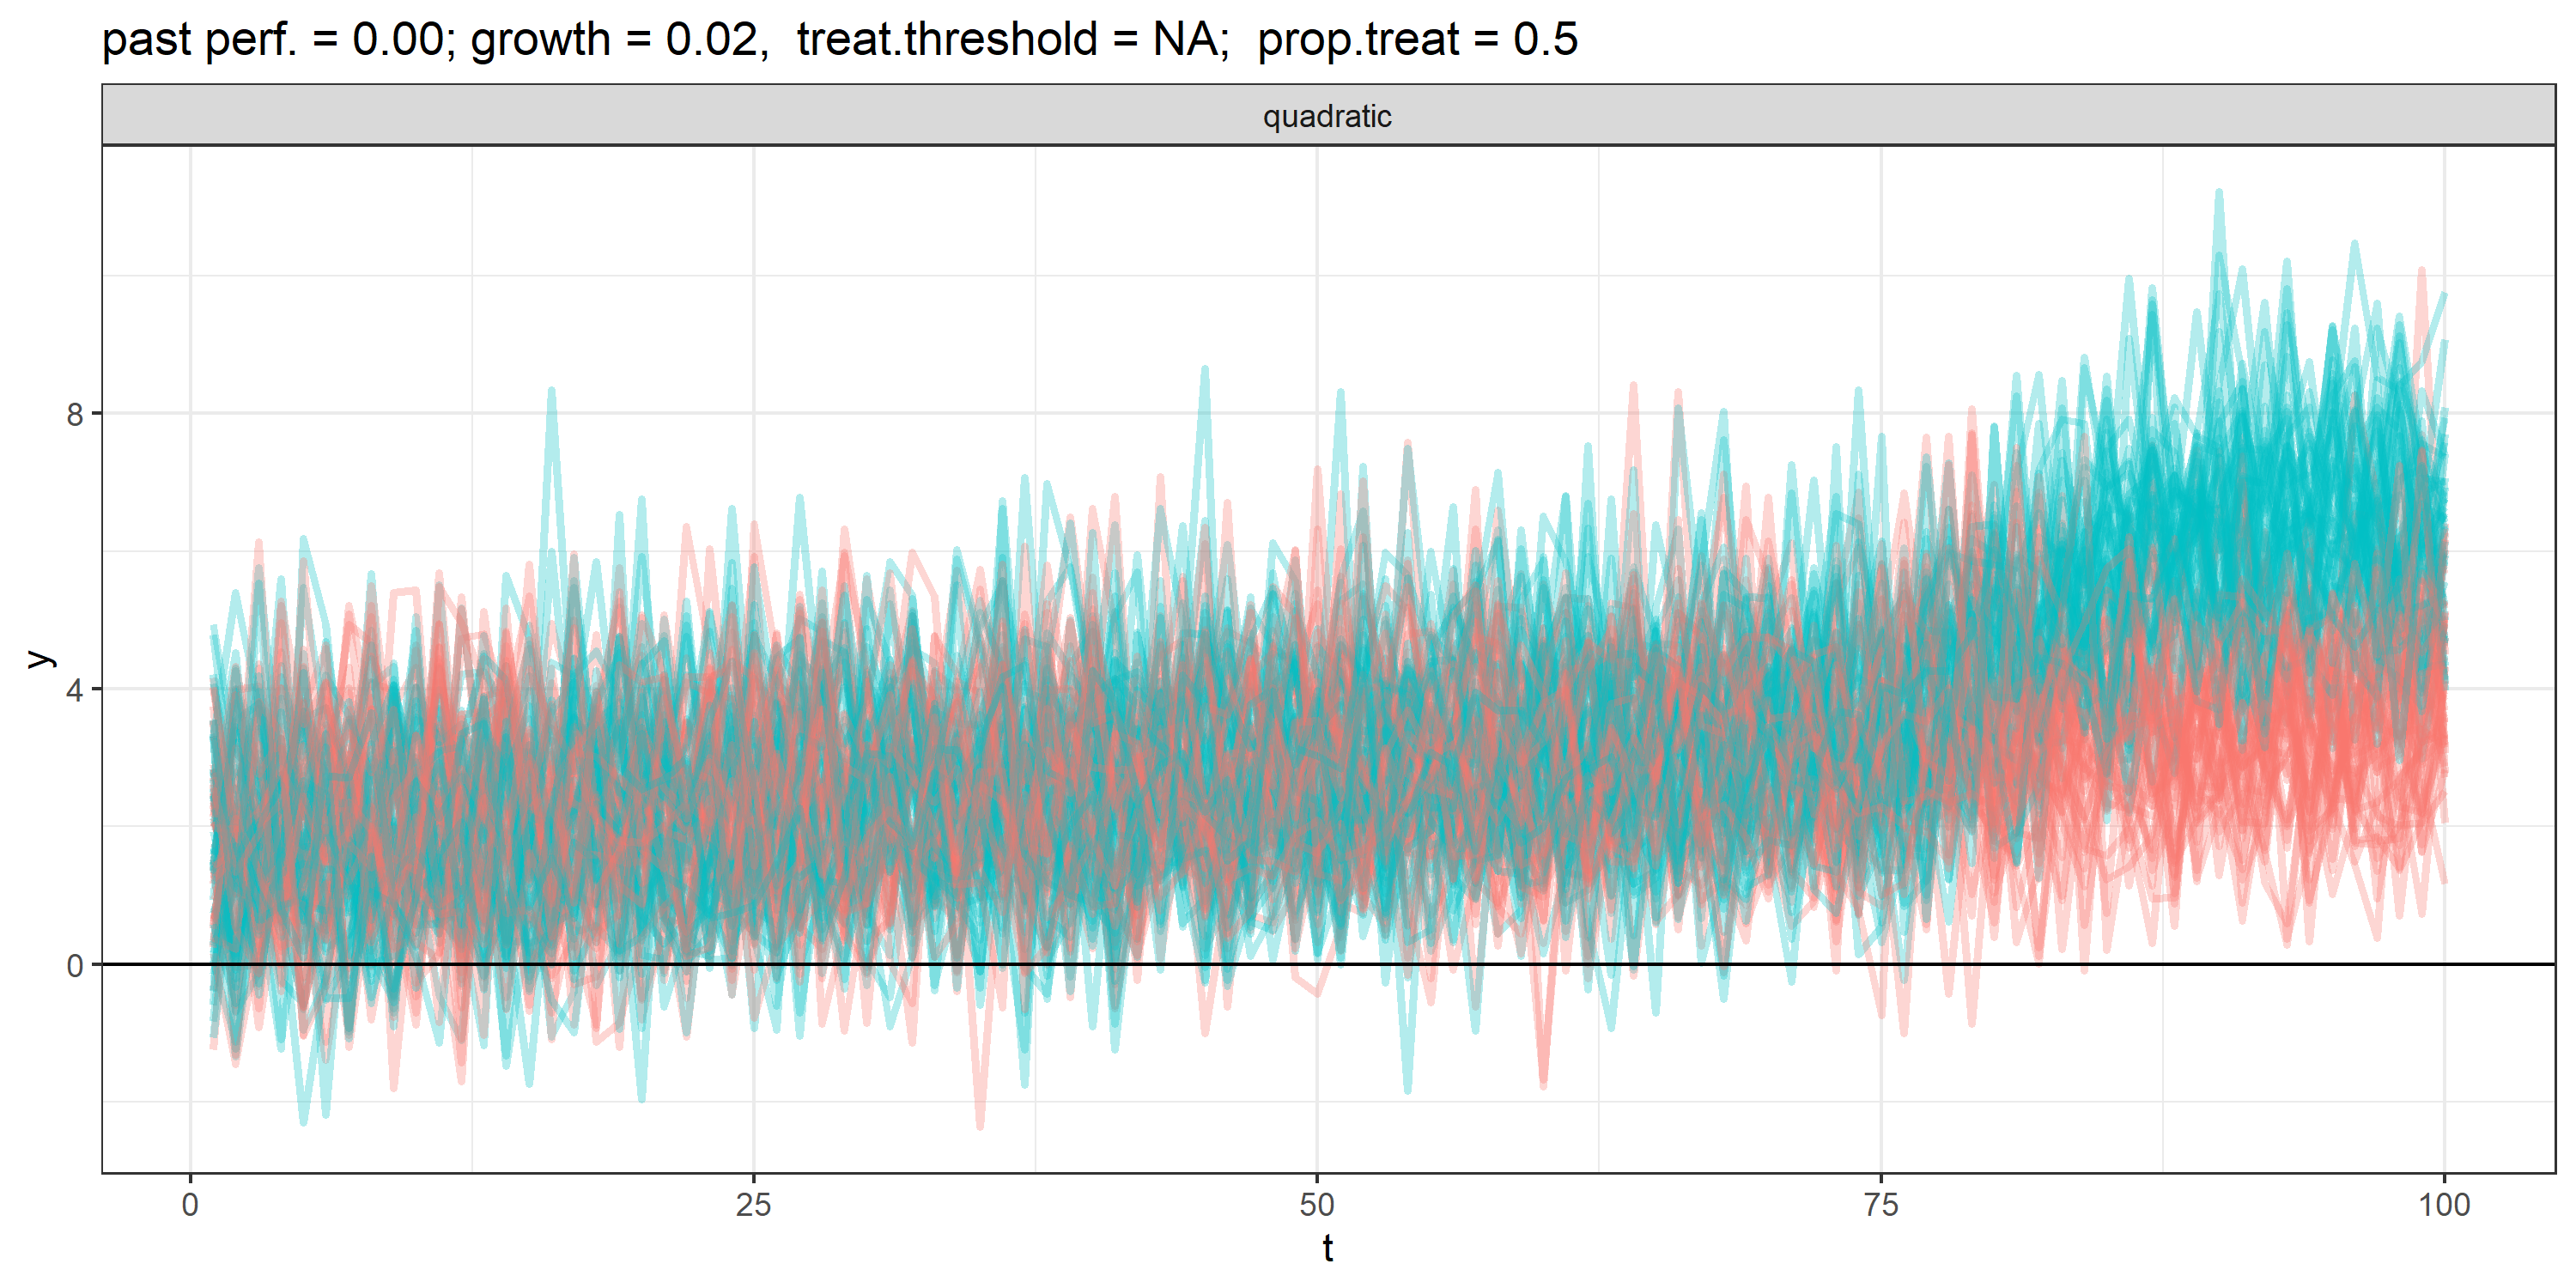 past perf. = 0.00; growth = 0.02,  treat.threshold = NA;  prop.treat = 0.5
quadratic
8
4
0
y
0 25 50 75 100
t